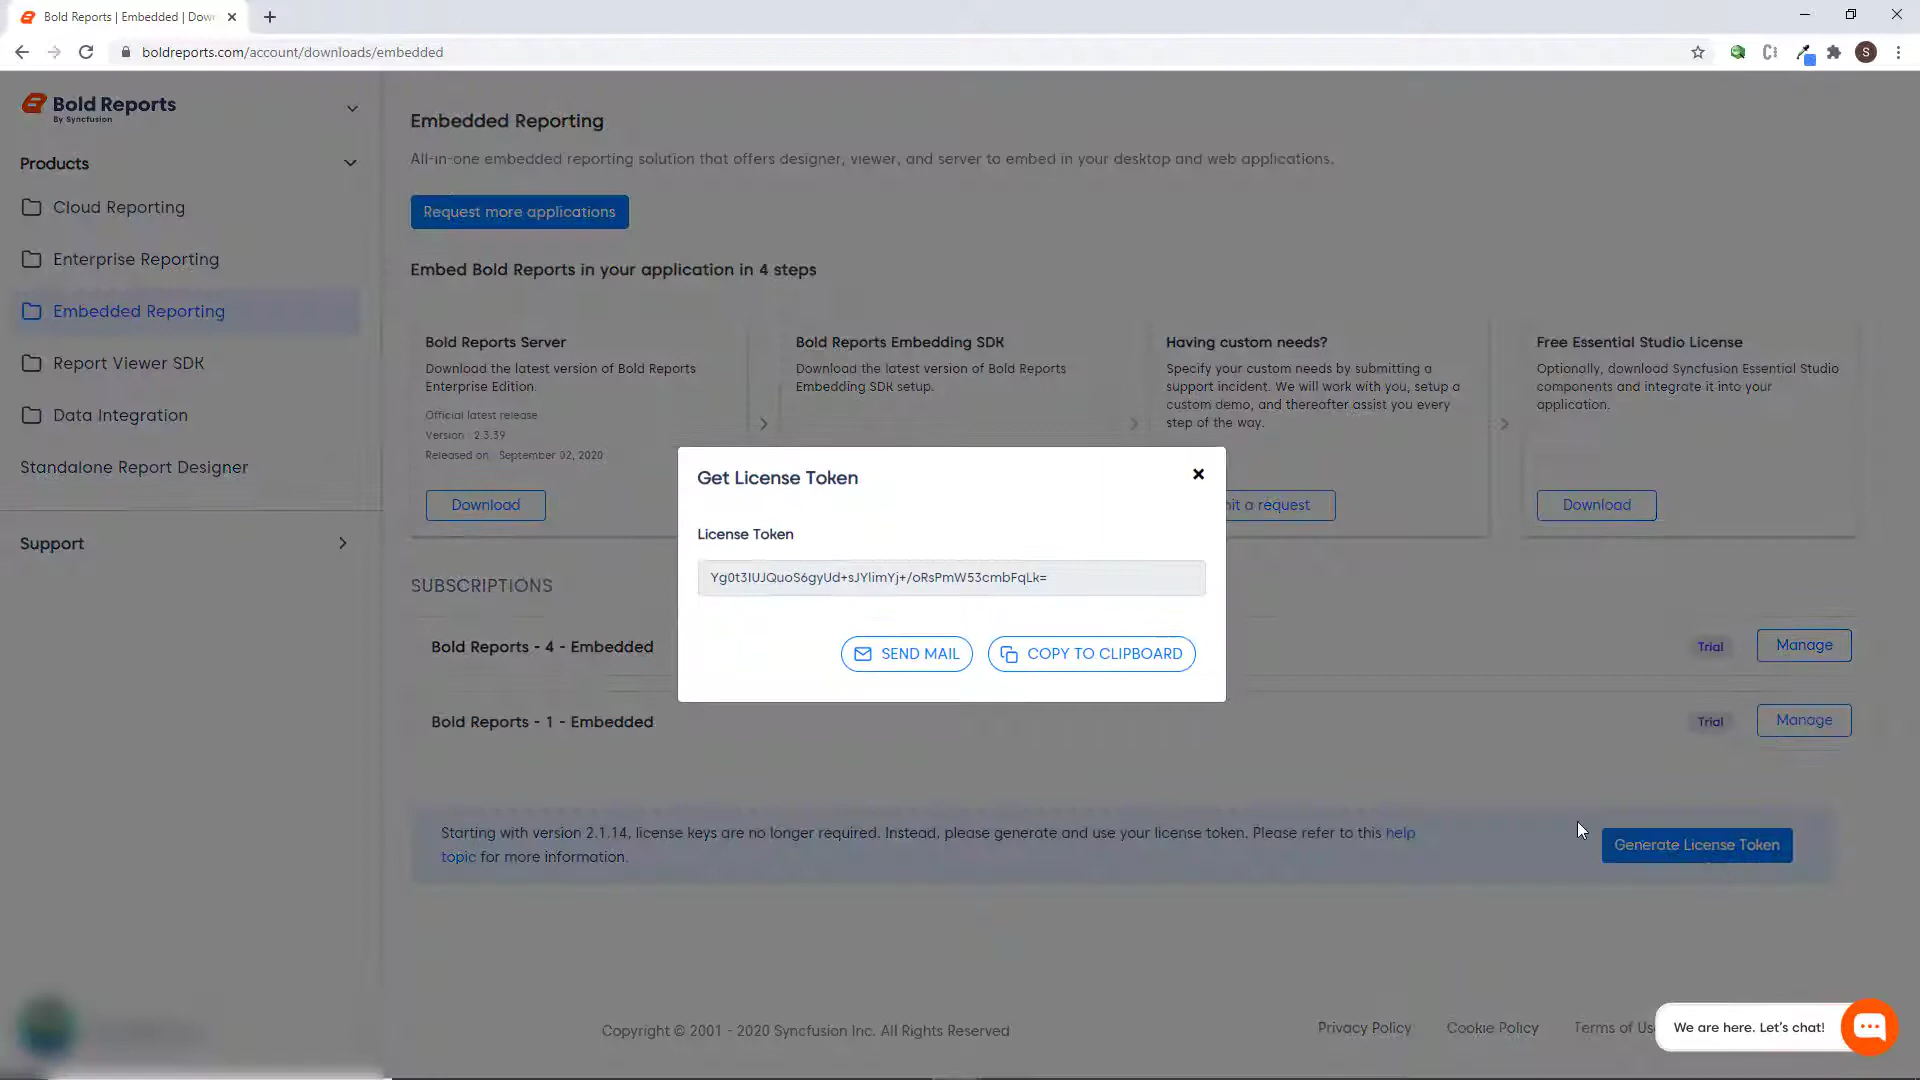 Bold Reports | Embedded | Dow
boldreports.com/account/downloads/embedded
S
Bold Reports
By Syncfusion
Products
Cloud Reporting
Enterprise Reporting
Embedded Reporting
Report Viewer SDK
Data Integration
Standalone Report Designer
Support
Embedded Reporting
All-in-one embedded reporting solution that offers designer, viewer, and server to embed in your desktop and web applications.
Request more applications
Embed Bold Reports in your application in 4 steps
Bold Reports Server
Download the latest version of Bold Reports
Enterprise Edition.
Official latest release
Version : 2.3.39
Released on : September 02, 2020
Download
Bold Reports Embedding SDK
Download the latest version of Bold Reports
Embedding SDK setup.
Having custom needs?
Specify your custom needs by submitting a
support incident. We will work with you, setup a
custom demo, and thereafter assist you every
step of the way.
it a request
Free Essential Studio License
Optionally, download Syncfusion Essential Studio
components and integrate it into your
application.
Download
Get License Token
License Token
Yg0t3IUJQuoS6gyUd+sJYlimYj+/oRsPmW53cmbFqLk=
SEND MAIL
COPY TO CLIPBOARD
SUBSCRIPTIONS
Bold Reports - 4 - Embedded
Trial
Manage
Bold Reports - 1 - Embedded
Trial
Manage
Starting with version 2.1.14, license keys are no longer required. Instead, please generate and use your license token. Please refer to this help
topic for more information.
Generate License Token
Copyright © 2001 - 2020 Syncfusion Inc. All Rights Reserved
Privacy Policy
Cookie Policy
Terms of Us
We are here. Let's chat!